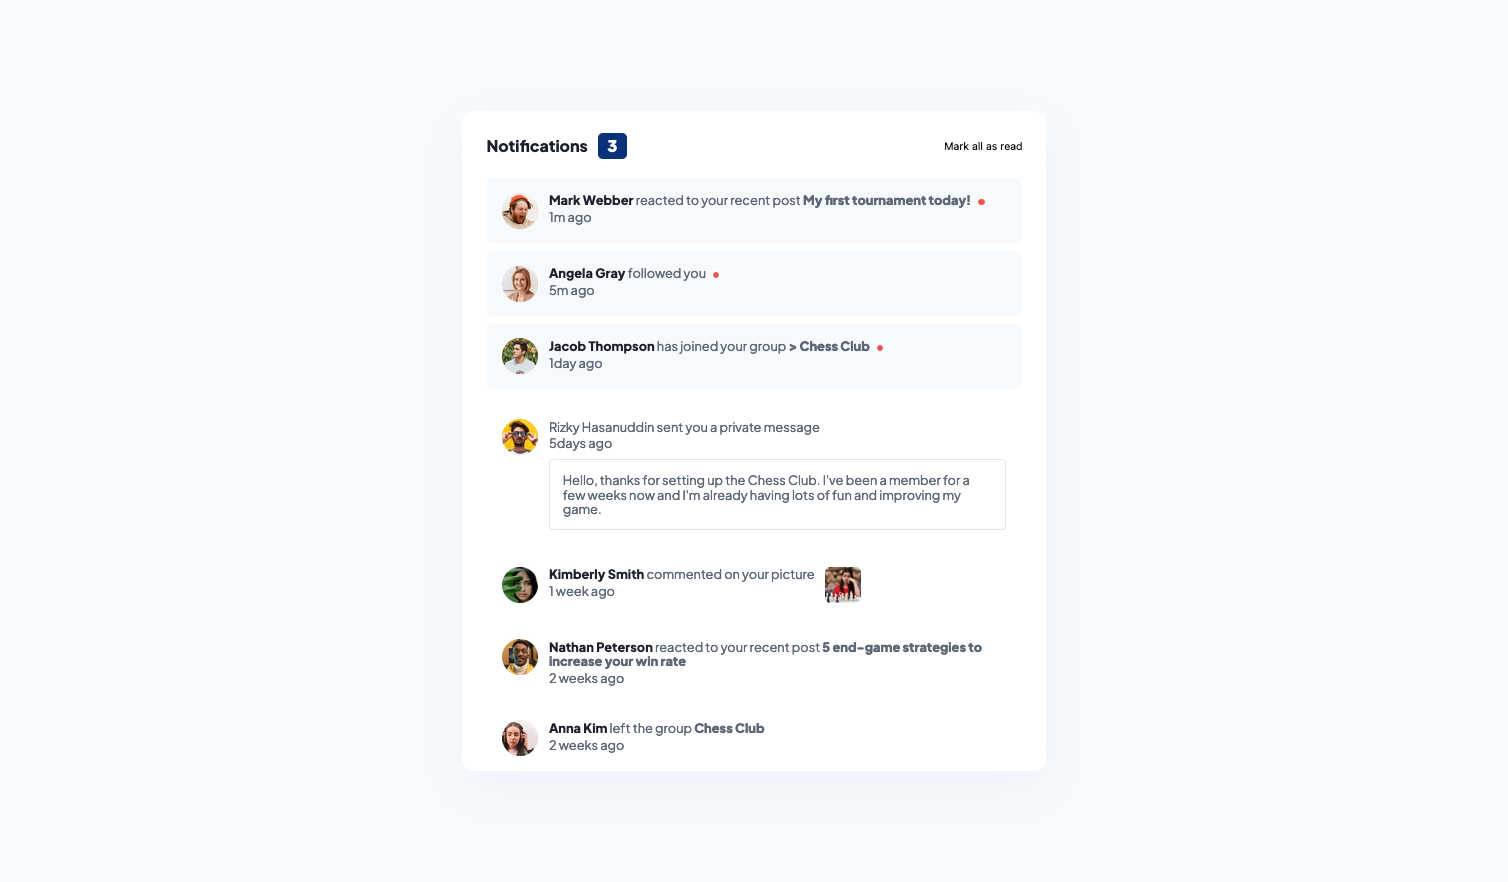 Notifications 3
Mark all as read
Mark Webber reacted to your recent post My first tournament today!
1m ago
Angela Gray followed you
5m ago
Jacob Thompson has joined your group > Chess Club
1day ago
Rizky Hasanuddin sent you a private message
5days ago
Hello, thanks for setting up the Chess Club. I've been a member for a
few weeks now and I'm already having lots of fun and improving my
game.
Kimberly Smith commented on your picture
1 week ago
Nathan Peterson reacted to your recent post 5 end-game strategies to
increase your win rate
2 weeks ago
Anna Kim left the group Chess Club
2 weeks ago